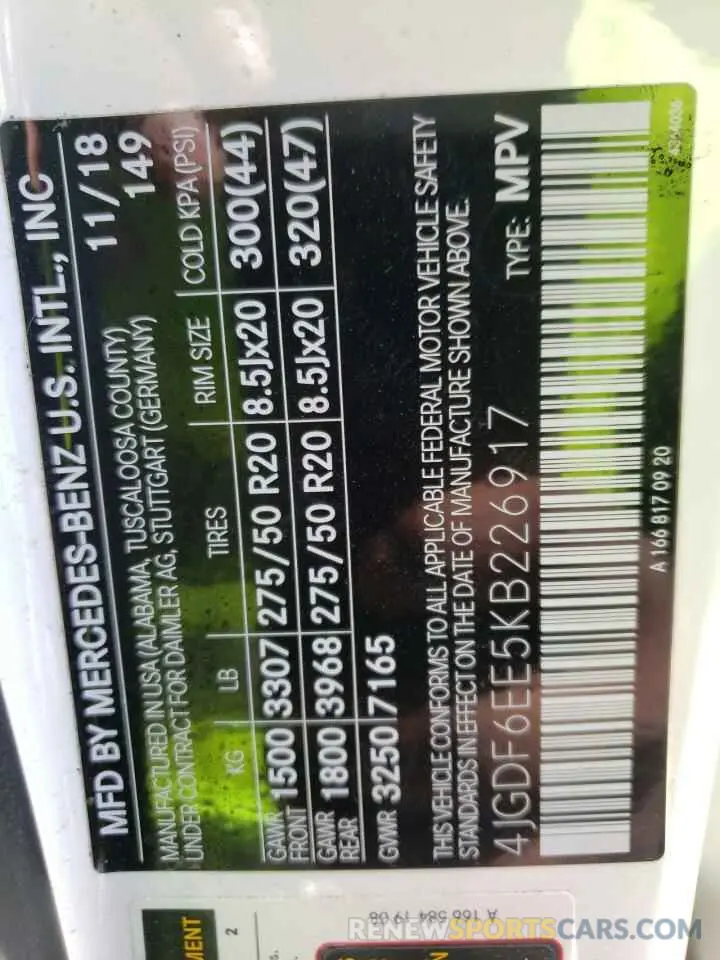 MFD BY MERCEDES-BENZ U.S. INTL., INC
MANUFACTURED IN USA (ALABAMA, TUSCALOOSA COUNTY) 11/18
UNDER CONTRACT FOR DAIMLER AG, STUTTGART (GERMANY) 149
KG LB TIRES RIM SIZE COLD KPA (PSI)
GAWR FRONT 1500 3307 275/50 R20 8.5Jx20 300(44)
GAWR REAR 1800 3968 275/50 R20 8.5Jx20 320(47)
GWR 3250 7165
THIS VEHICLE CONFORMS TO ALL APPLICABLE FEDERAL MOTOR VEHICLE SAFETY
STANDARDS IN EFFECT ON THE DATE OF MANUFACTURE SHOWN ABOVE.
4JGDF6EE5KB226917 TYPE: MPV
A 166 817 09 20
A 166 584 19 08
MENT
2
RENEWSPORTSCARS.COM